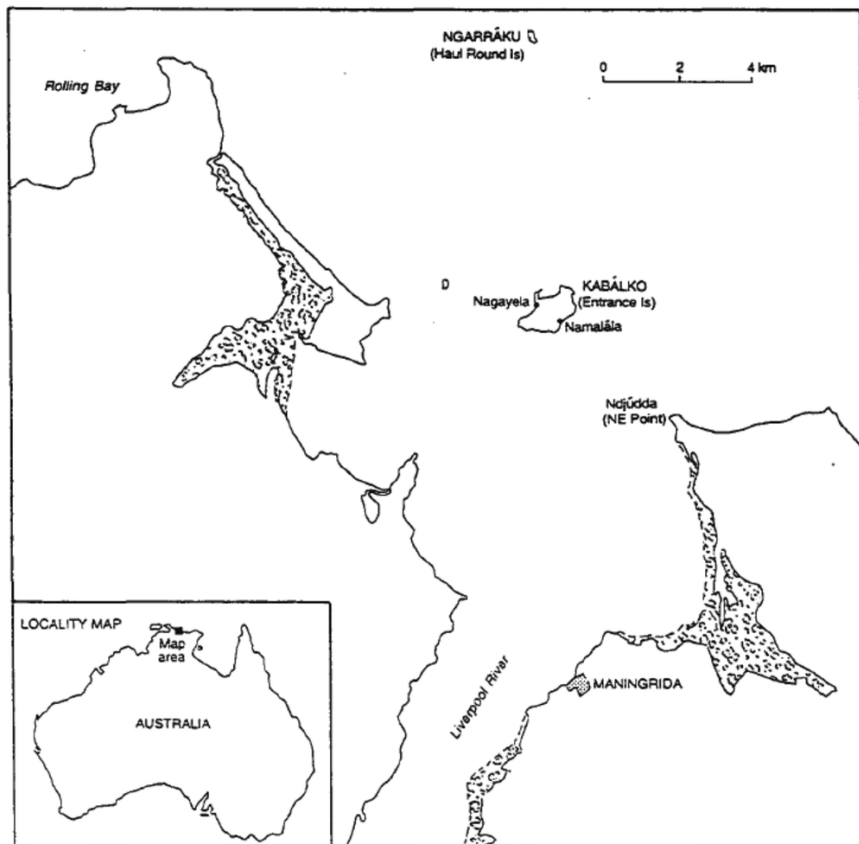 NGARRÁKU
(Haul Round Is)
0 2 4 km
Rolling Bay
KABÁLKO
(Entrance Is)
Nagayela
Namaláia
Ndjúdda
(NE Point)
LOCALITY MAP
Map
area
AUSTRALIA
Liverpool River
MANINGRIDA